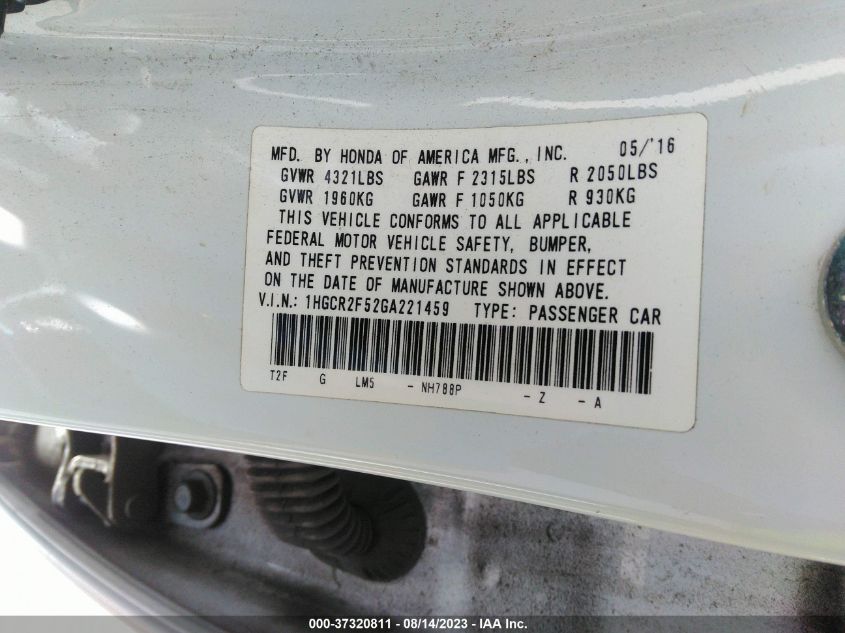 MFD. BY HONDA OF AMERICA MFG., INC. 05/'16
GVWR 4321LBS GAWR F 2315LBS R 2050LBS
GVWR 1960KG GAWR F 1050KG R 930KG
THIS VEHICLE CONFORMS TO ALL APPLICABLE
FEDERAL MOTOR VEHICLE SAFETY, BUMPER,
AND THEFT PREVENTION STANDARDS IN EFFECT
ON THE DATE OF MANUFACTURE SHOWN ABOVE.
V.I.N.: 1HGCR2F52GA221459 TYPE: PASSENGER CAR
T2F G LM5 - NH788P - Z - A
000-37320811 - 08/14/2023 - IAA Inc.